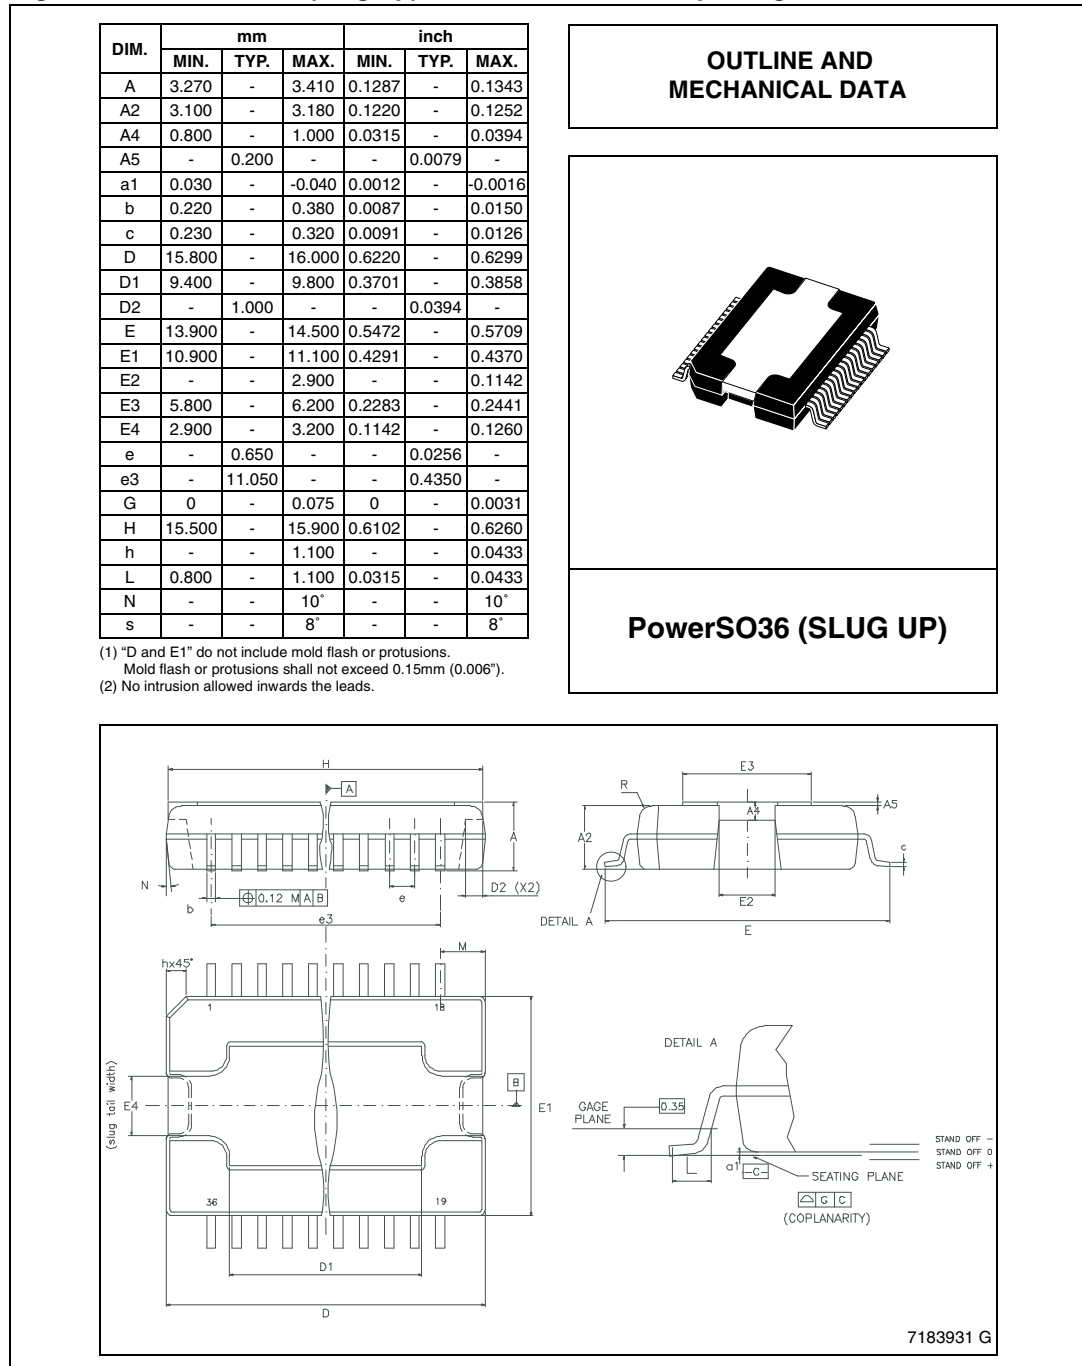 DIM. mm inch
MIN. TYP. MAX. MIN. TYP. MAX.
A 3.270 - 3.410 0.1287 - 0.1343
A2 3.100 - 3.180 0.1220 - 0.1252
A4 0.800 - 1.000 0.0315 - 0.0394
A5 - 0.200 - - 0.0079 -
a1 0.030 - -0.040 0.0012 - -0.0016
b 0.220 - 0.380 0.0087 - 0.0150
c 0.230 - 0.320 0.0091 - 0.0126
D 15.800 - 16.000 0.6220 - 0.6299
D1 9.400 - 9.800 0.3701 - 0.3858
D2 - 1.000 - - 0.0394 -
E 13.900 - 14.500 0.5472 - 0.5709
E1 10.900 - 11.100 0.4291 - 0.4370
E2 - - 2.900 - - 0.1142
E3 5.800 - 6.200 0.2283 - 0.2441
E4 2.900 - 3.200 0.1142 - 0.1260
e - 0.650 - - 0.0256 -
e3 - 11.050 - - 0.4350 -
G 0 - 0.075 0 - 0.0031
H 15.500 - 15.900 0.6102 - 0.6260
h - - 1.100 - - 0.0433
L 0.800 - 1.100 0.0315 - 0.0433
N - - 10˚ - - 10˚
s - - 8˚ - - 8˚
(1) “D and E1” do not include mold flash or protusions.
Mold flash or protusions shall not exceed 0.15mm (0.006”).
(2) No intrusion allowed inwards the leads.
OUTLINE AND
MECHANICAL DATA
PowerSO36 (SLUG UP)
H
A
A
N
b
0.12 M A B
e
D2 (X2)
e3
E3
R
A4
A5
A2
c
DETAIL A
E2
E
hx45°
M
1
18
(slug tail width)
E4
B
E1
36
19
D1
D
DETAIL A
GAGE
PLANE
0.35
L
a1
-C-
SEATING PLANE
G C
(COPLANARITY)
STAND OFF -
STAND OFF 0
STAND OFF +
7183931 G